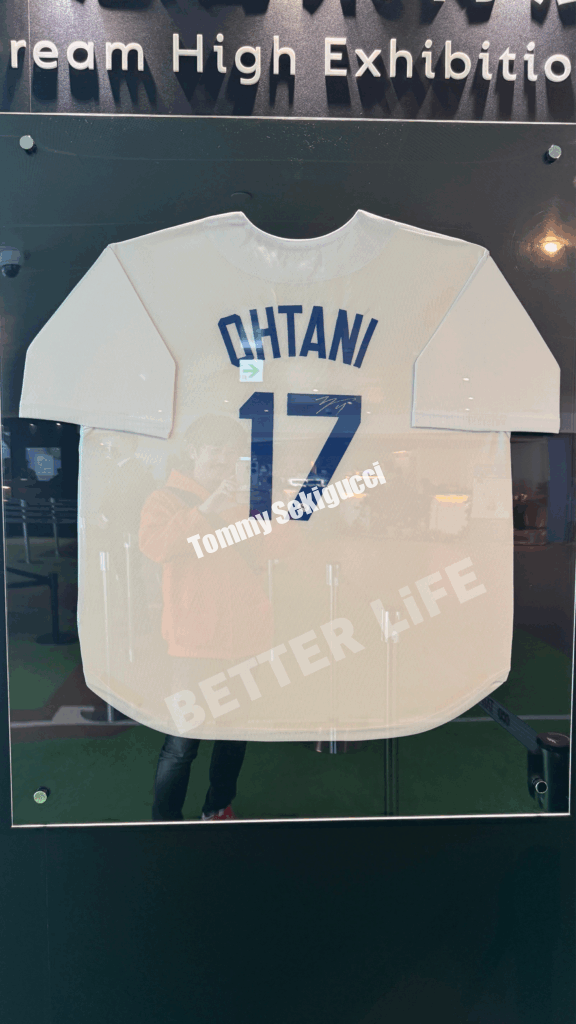 ream High Exhibitio
OHTANI
17
Tommy Sekigucci
BETTER LiFE